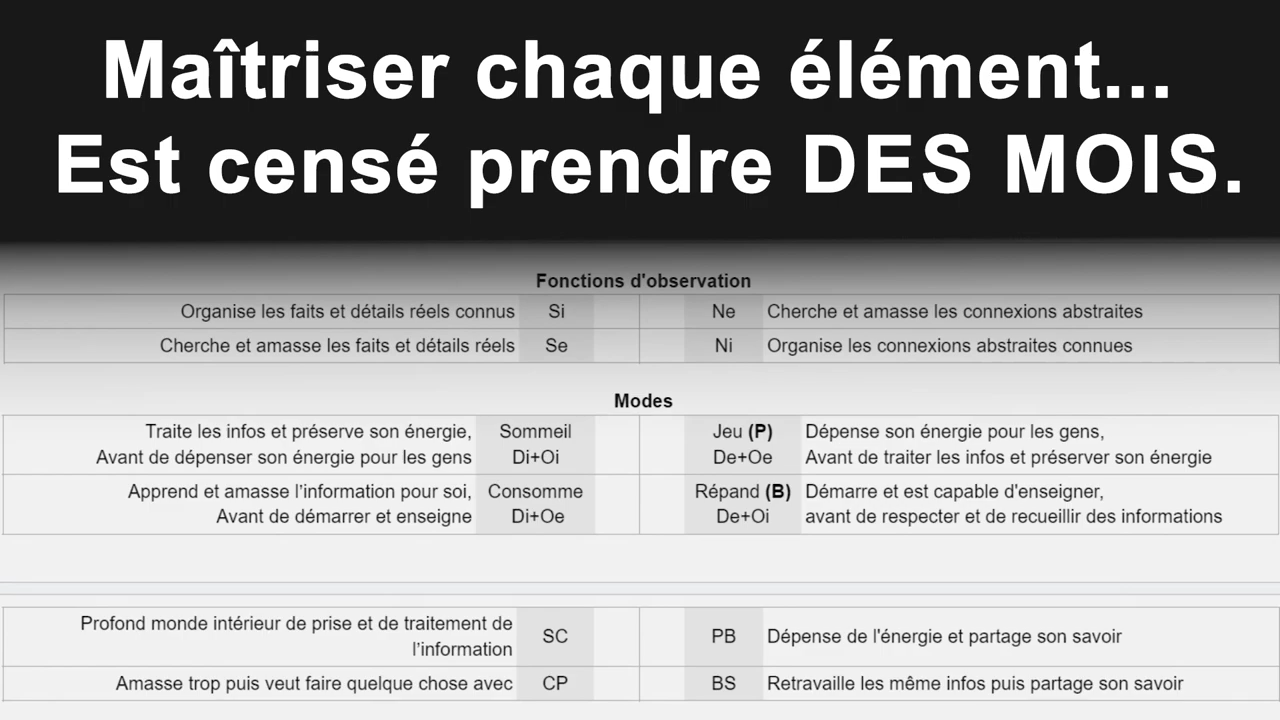 Maîtriser chaque élément...
Est censé prendre DES MOIS.
Fonctions d'observation
Organise les faits et détails réels connus Si Ne Cherche et amasse les connexions abstraites
Cherche et amasse les faits et détails réels Se Ni Organise les connexions abstraites connues
Modes
Traite les infos et préserve son énergie, Sommeil Jeu (P) Dépense son énergie pour les gens,
Avant de dépenser son énergie pour les gens Di+Oi De+Oe Avant de traiter les infos et préserver son énergie
Apprend et amasse l'information pour soi, Consomme Répand (B) Démarre et est capable d'enseigner,
Avant de démarrer et enseigne Di+Oe De+Oi avant de respecter et de recueillir des informations
Profond monde intérieur de prise et de traitement de
l'information SC PB Dépense de l'énergie et partage son savoir
Amasse trop puis veut faire quelque chose avec CP BS Retravaille les même infos puis partage son savoir